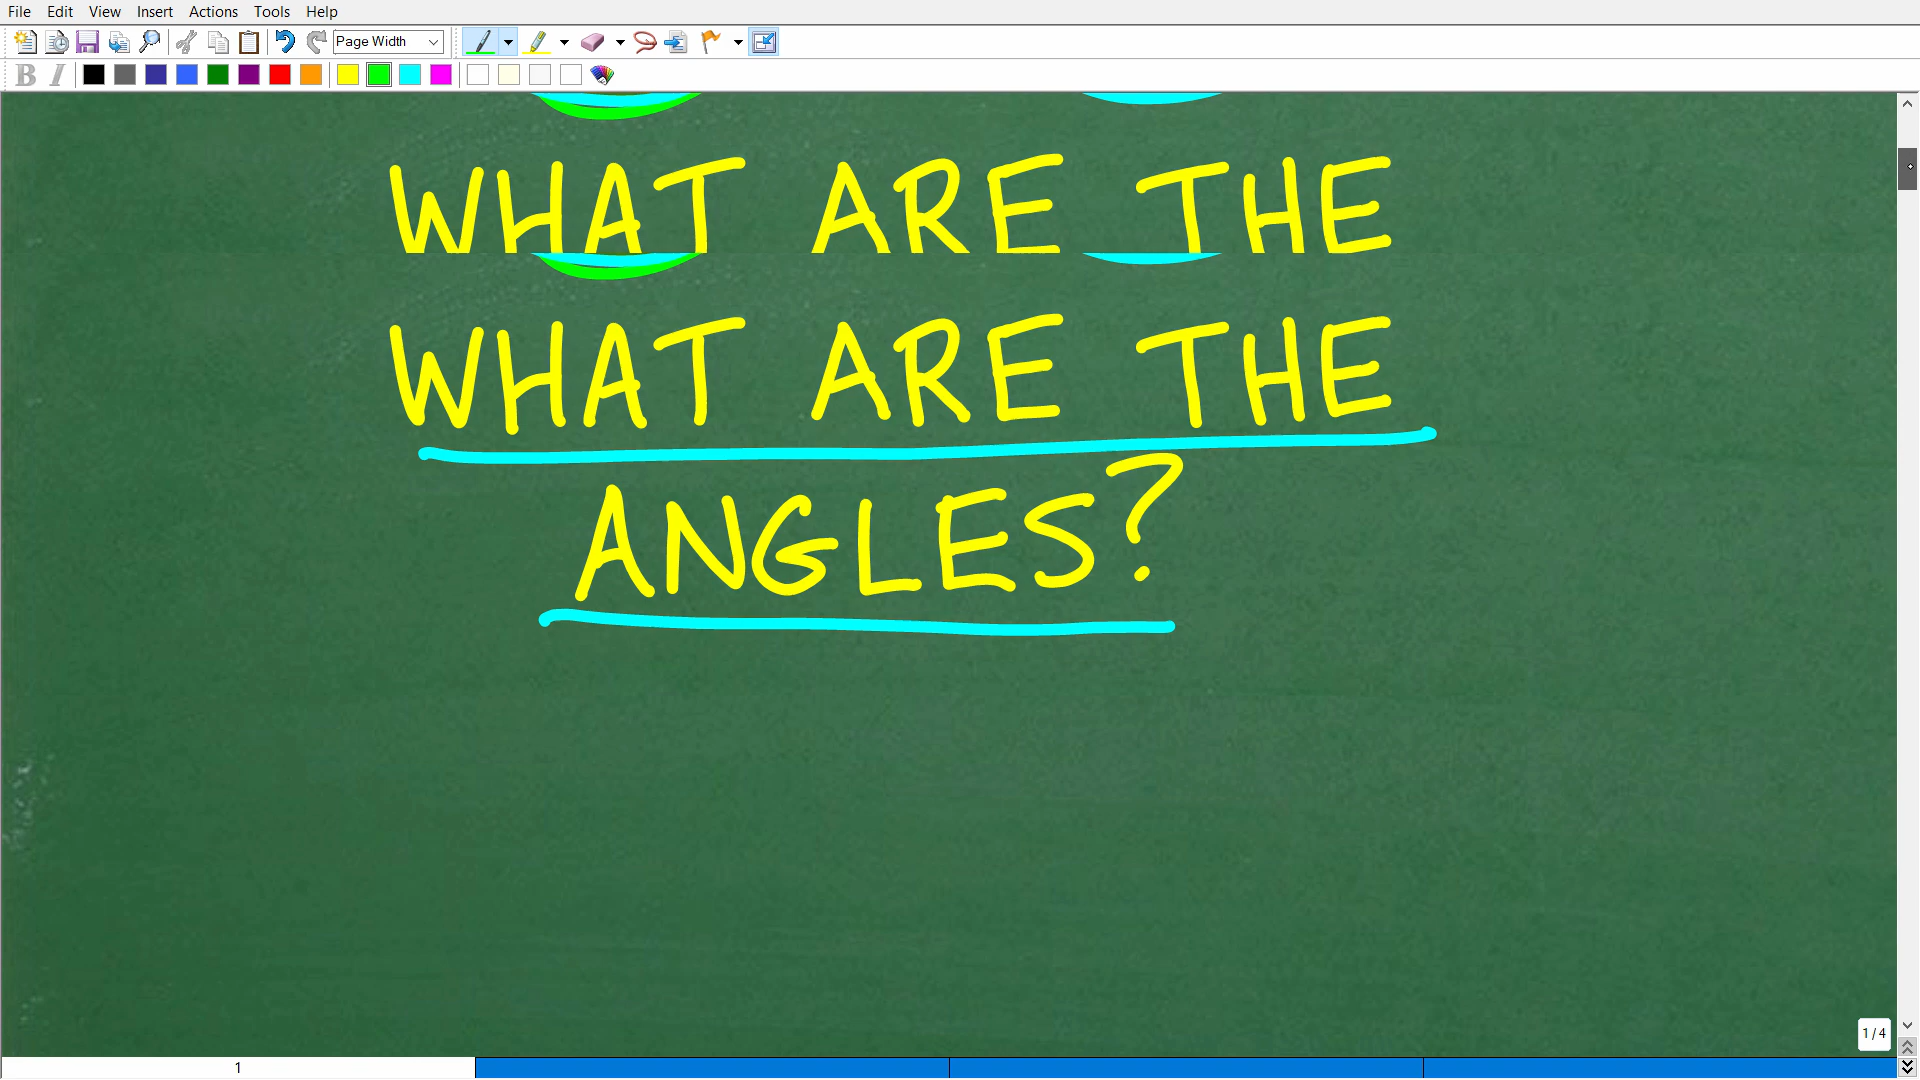 File Edit View Insert Actions Tools Help
Page Width
B I
WHAT ARE THE
WHAT ARE THE
ANGLES?
1 / 4
1